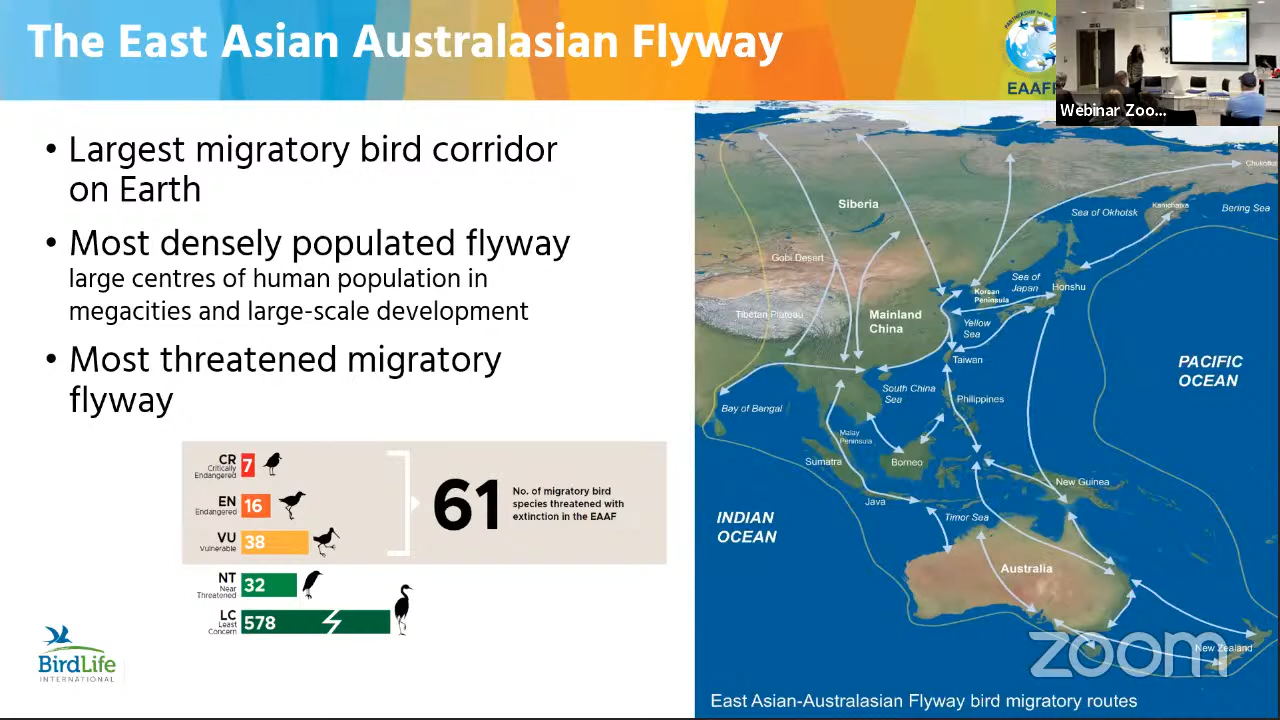 The East Asian Australasian Flyway
EAAF
Webinar Zoo...
• Largest migratory bird corridor
on Earth
• Most densely populated flyway
large centres of human population in
megacities and large-scale development
• Most threatened migratory
flyway
CR
Critically
Endangered
7
EN
Endangered
16
VU
Vulnerable
38
61
No. of migratory bird
species threatened with
extinction in the EAAF
NT
Near
Threatened
32
LC
Least
Concern
578
BirdLife
INTERNATIONAL
Chukotka
Siberia
Kamchatka
Sea of Okhotsk
Bering Sea
Gobi Desart
Sea of
Japan
Honshu
Korean
Peninsula
Tibetan Plateau
Mainland
China
Yellow
Sea
Taiwan
PACIFIC
OCEAN
South China
Sea
Philippines
Bay of Bengal
Malay
Peninsula
Sumatra
Borneo
New Guinea
Java
Timor Sea
INDIAN
OCEAN
Australia
New Zealand
zoom
East Asian-Australasian Flyway bird migratory routes